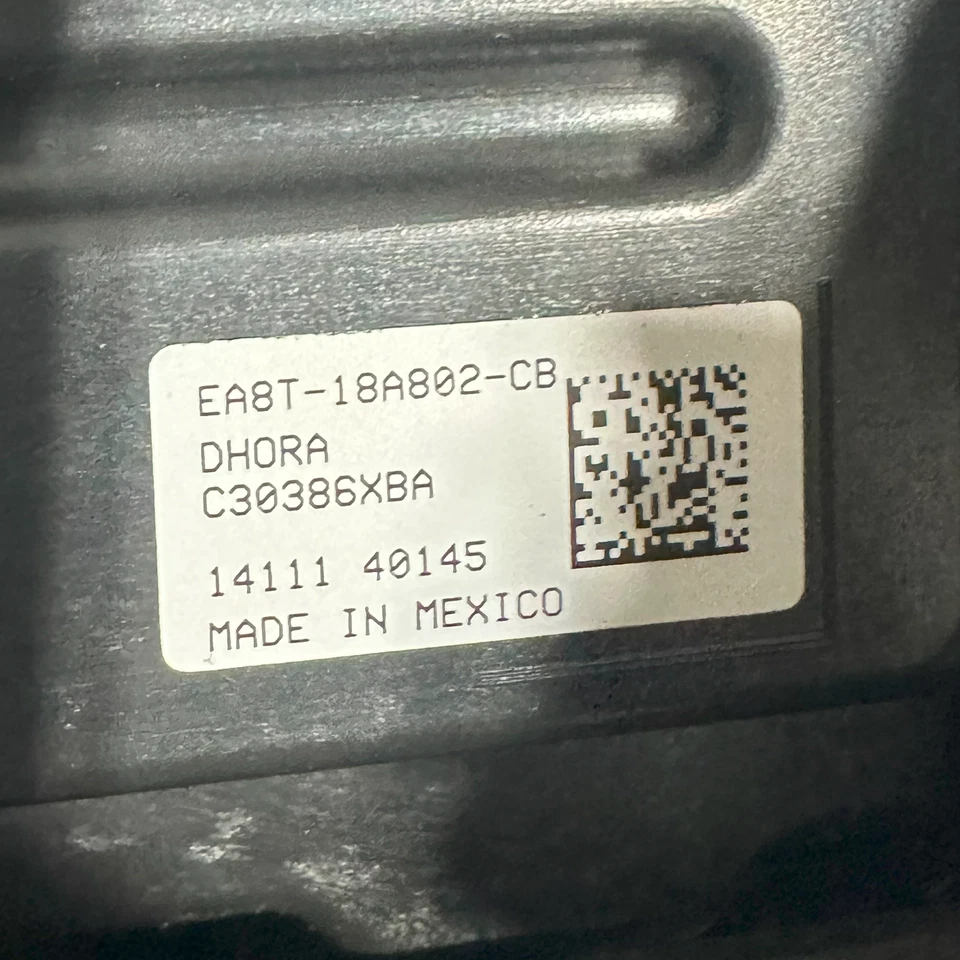 EA8T-18A802-CB
DHORA
C30386XBA
14111 40145
MADE IN MEXICO